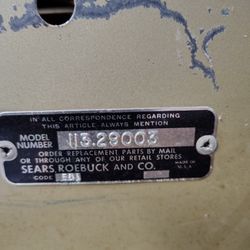 IN ALL CORRESPONDENCE REGARDING
THIS ARTICLE ALWAYS MENTION
MODEL
NUMBER 113.29003
ORDER REPLACEMENT PARTS BY MAIL
OR THROUGH ANY OF OUR RETAIL STORES
SEARS, ROEBUCK AND CO.
CODE
MADE IN
U.S.A.